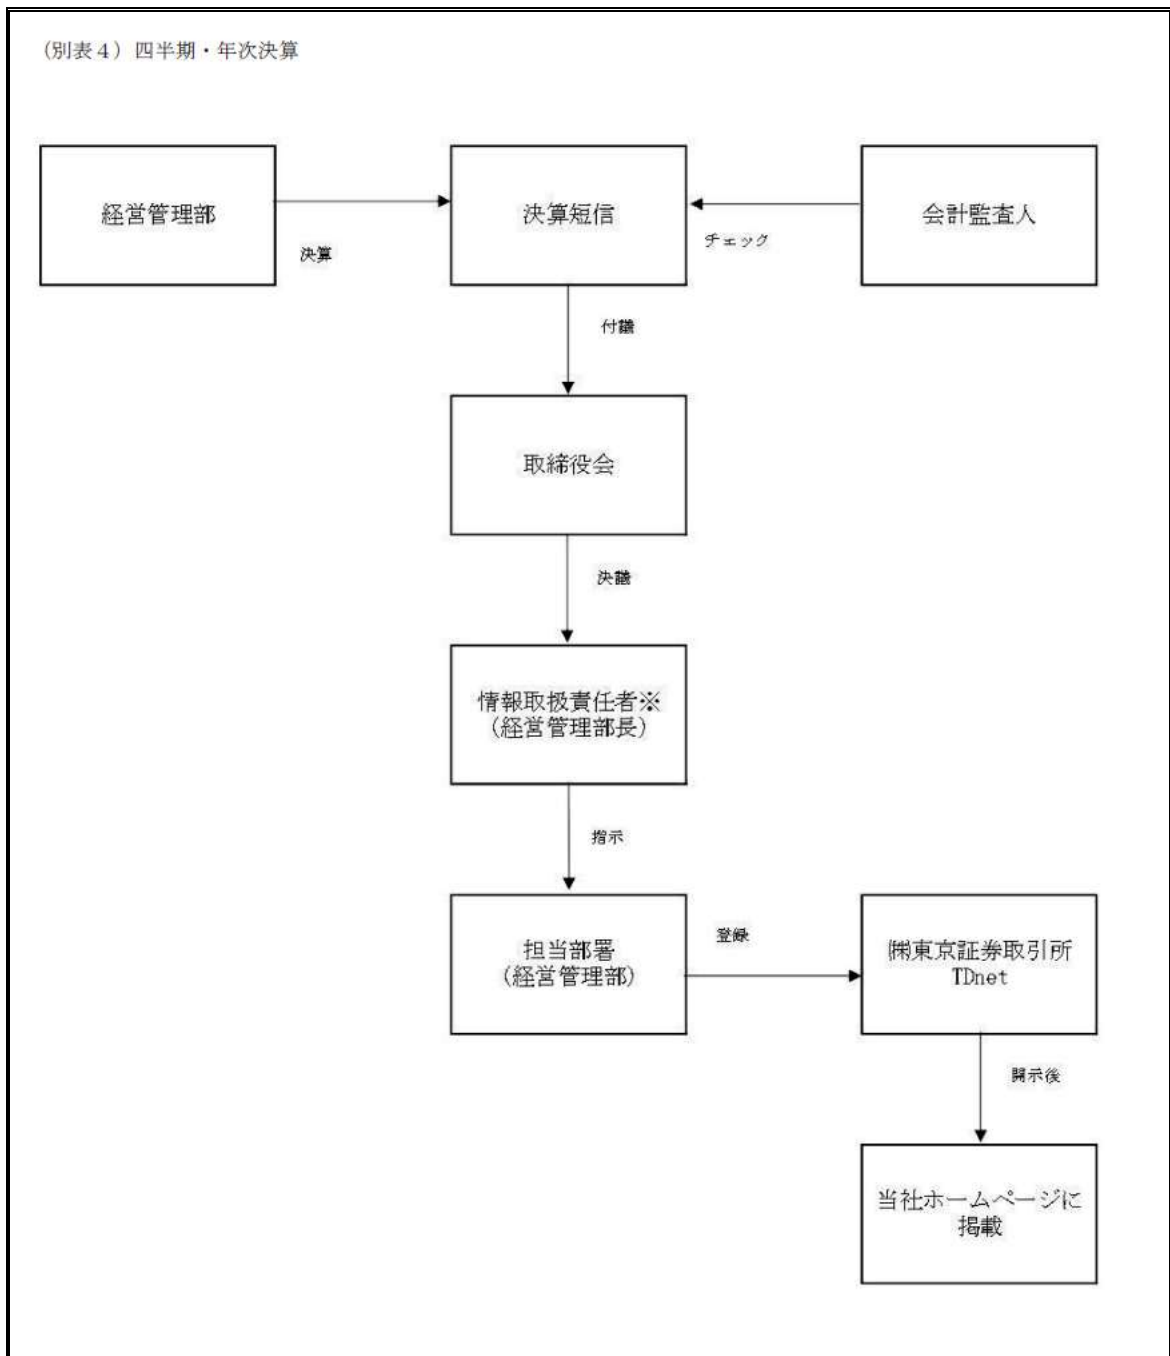 (別表4)四半期・年次決算
経営管理部
決算
決算短信
チェック
会計監査人
付議
取締役会
決議
情報取扱責任者※
(経営管理部長)
指示
担当部署
(経営管理部)
登録
㈱東京証券取引所
TDnet
開示後
当社ホームページに
掲載